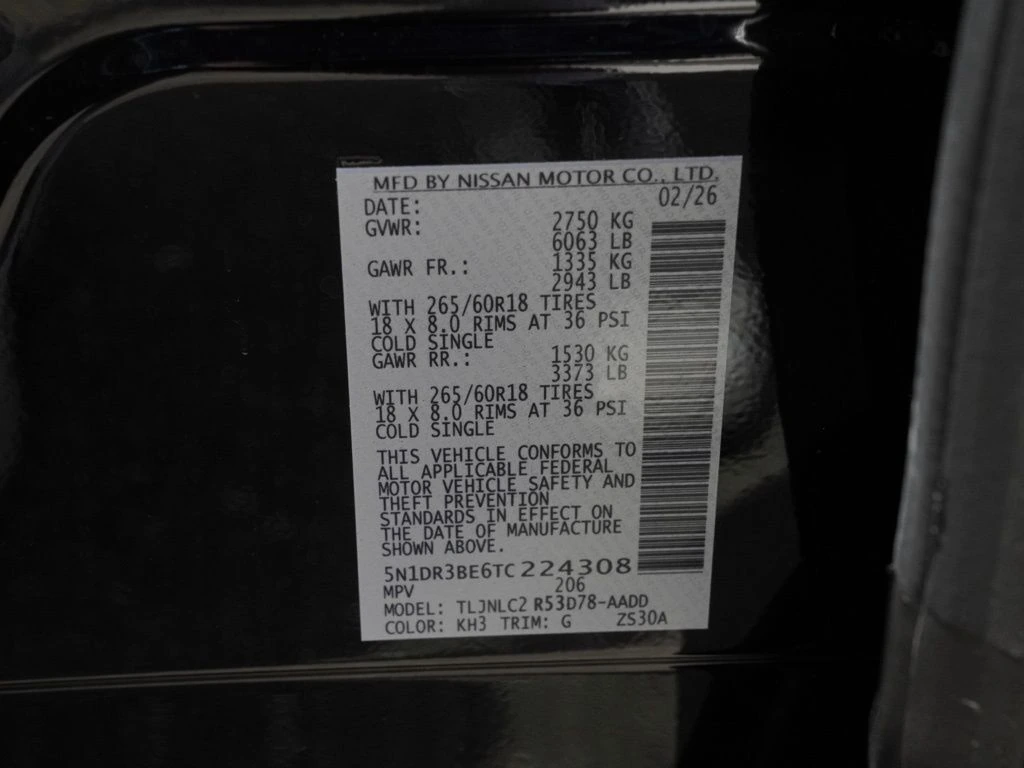 MFD BY NISSAN MOTOR CO., LTD.
DATE: 02/26
GVWR: 2750 KG
6063 LB
GAWR FR.: 1335 KG
2943 LB
WITH 265/60R18 TIRES
18 X 8.0 RIMS AT 36 PSI
COLD SINGLE
GAWR RR.: 1530 KG
3373 LB
WITH 265/60R18 TIRES
18 X 8.0 RIMS AT 36 PSI
COLD SINGLE
THIS VEHICLE CONFORMS TO
ALL APPLICABLE FEDERAL
MOTOR VEHICLE SAFETY AND
THEFT PREVENTION
STANDARDS IN EFFECT ON
THE DATE OF MANUFACTURE
SHOWN ABOVE.
5N1DR3BE6TC224308
MPV 206
MODEL: TLJNLC2 R53D78-AADD
COLOR: KH3 TRIM: G ZS30A